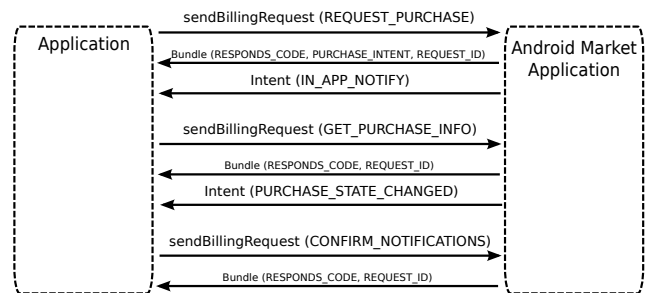 sendBillingRequest (REQUEST_PURCHASE)
Application
Android Market
Application
Bundle (RESPONDS_CODE, PURCHASE_INTENT, REQUEST_ID)
Intent (IN_APP_NOTIFY)
sendBillingRequest (GET_PURCHASE_INFO)
Bundle (RESPONDS_CODE, REQUEST_ID)
Intent (PURCHASE_STATE_CHANGED)
sendBillingRequest (CONFIRM_NOTIFICATIONS)
Bundle (RESPONDS_CODE, REQUEST_ID)